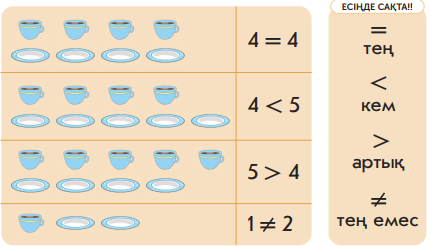 4 = 4
4 < 5
5 > 4
1 ≠ 2
ЕСІҢДЕ САҚТА!!
=
тең
<
кем
>
артық
≠
тең емес